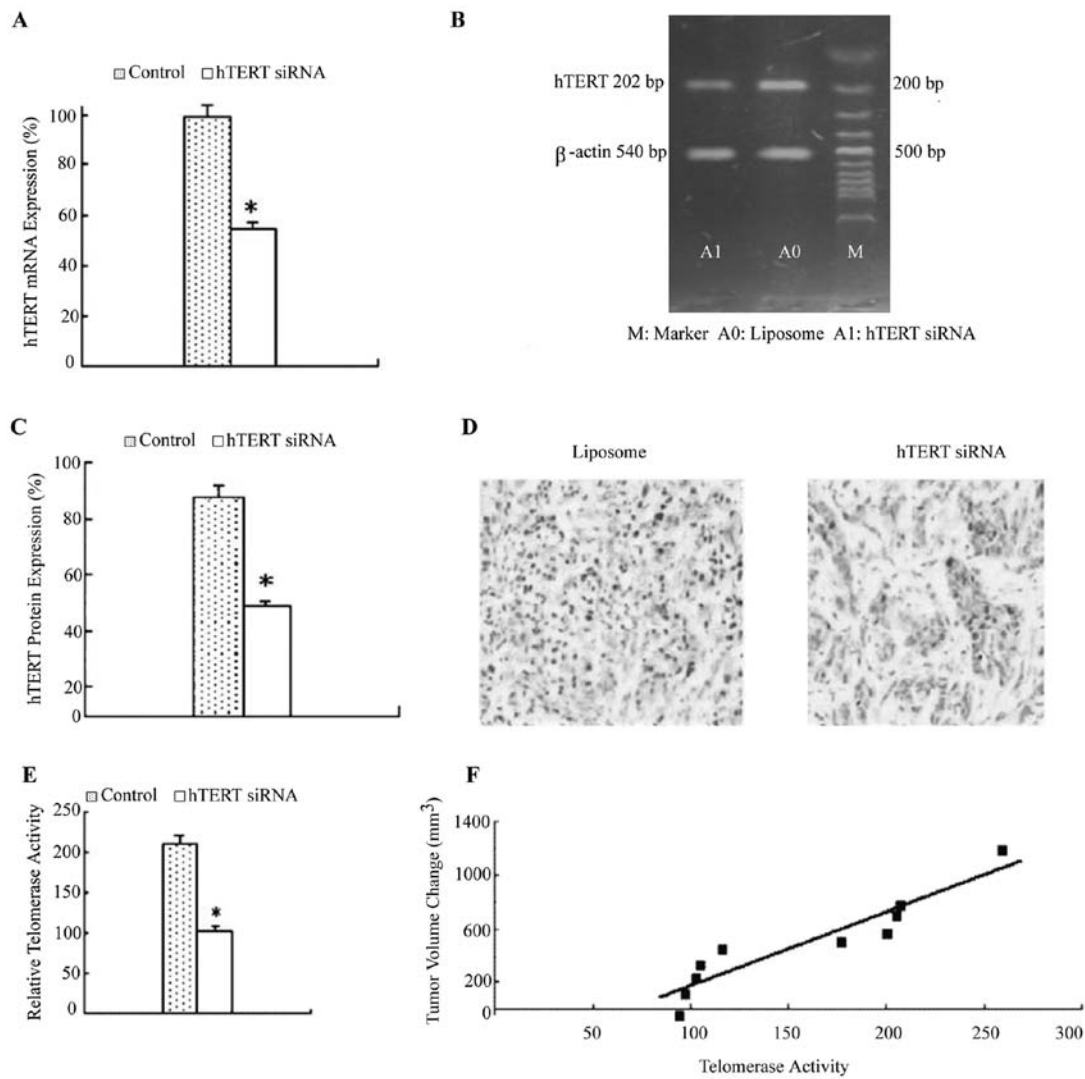 A
Control hTERT siRNA
hTERT mRNA Expression (%)
100
80
60
40
20
0
*
B
hTERT 202 bp
β-actin 540 bp
200 bp
500 bp
A1 A0 M
M: Marker A0: Liposome A1: hTERT siRNA
C
Control hTERT siRNA
hTERT Protein Expression (%)
100
80
60
40
20
0
*
D
Liposome hTERT siRNA
E
Control hTERT siRNA
Relative Telomerase Activity
250
200
150
100
50
0
*
F
Tumor Volume Change (mm³)
1400
1000
600
200
0
50 100 150 200 250 300
Telomerase Activity